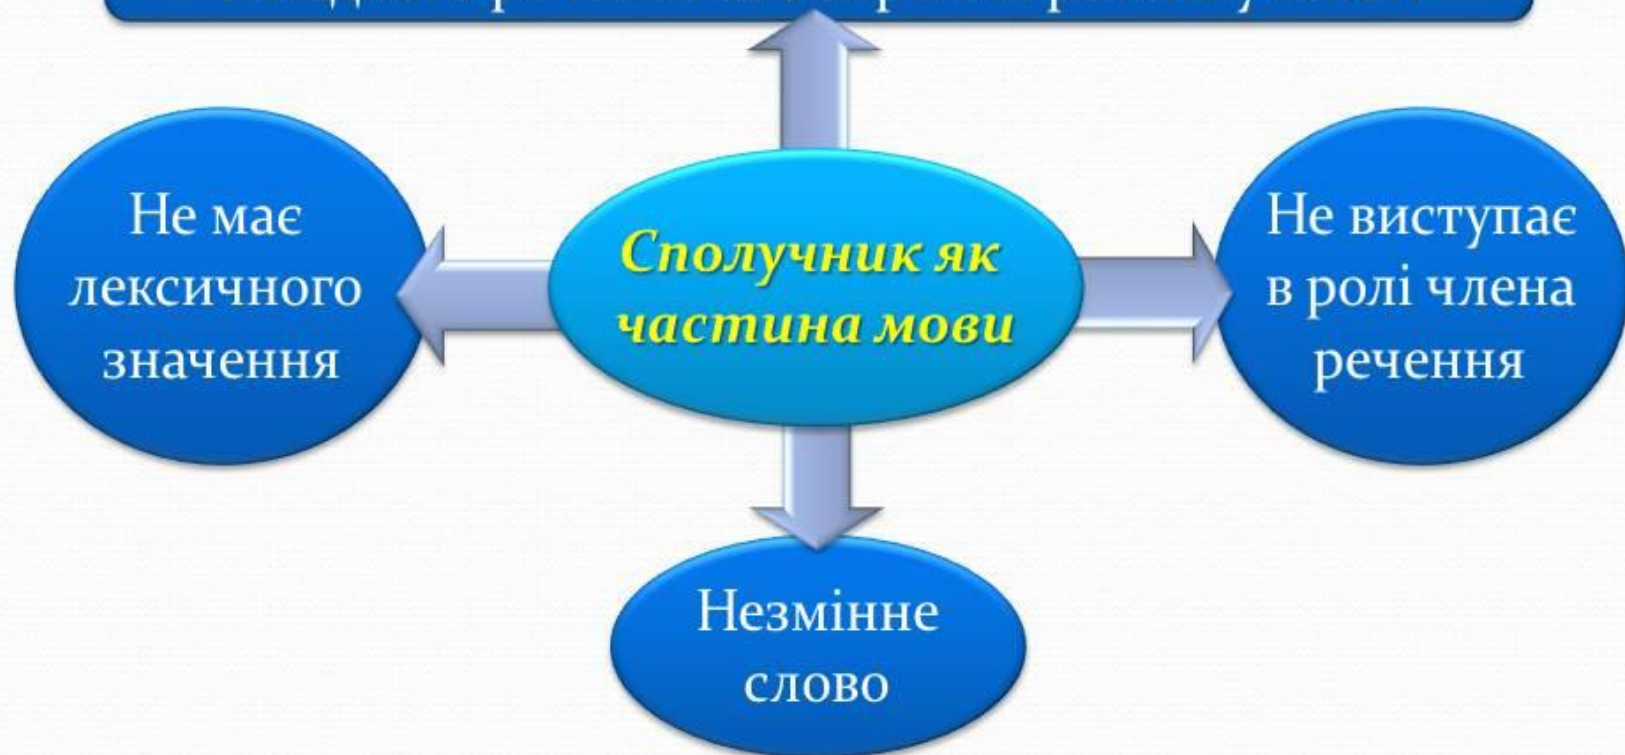 Не має
лексичного
значення
Сполучник як
частина мови
Не виступає
в ролі члена
речення
Незмінне
слово